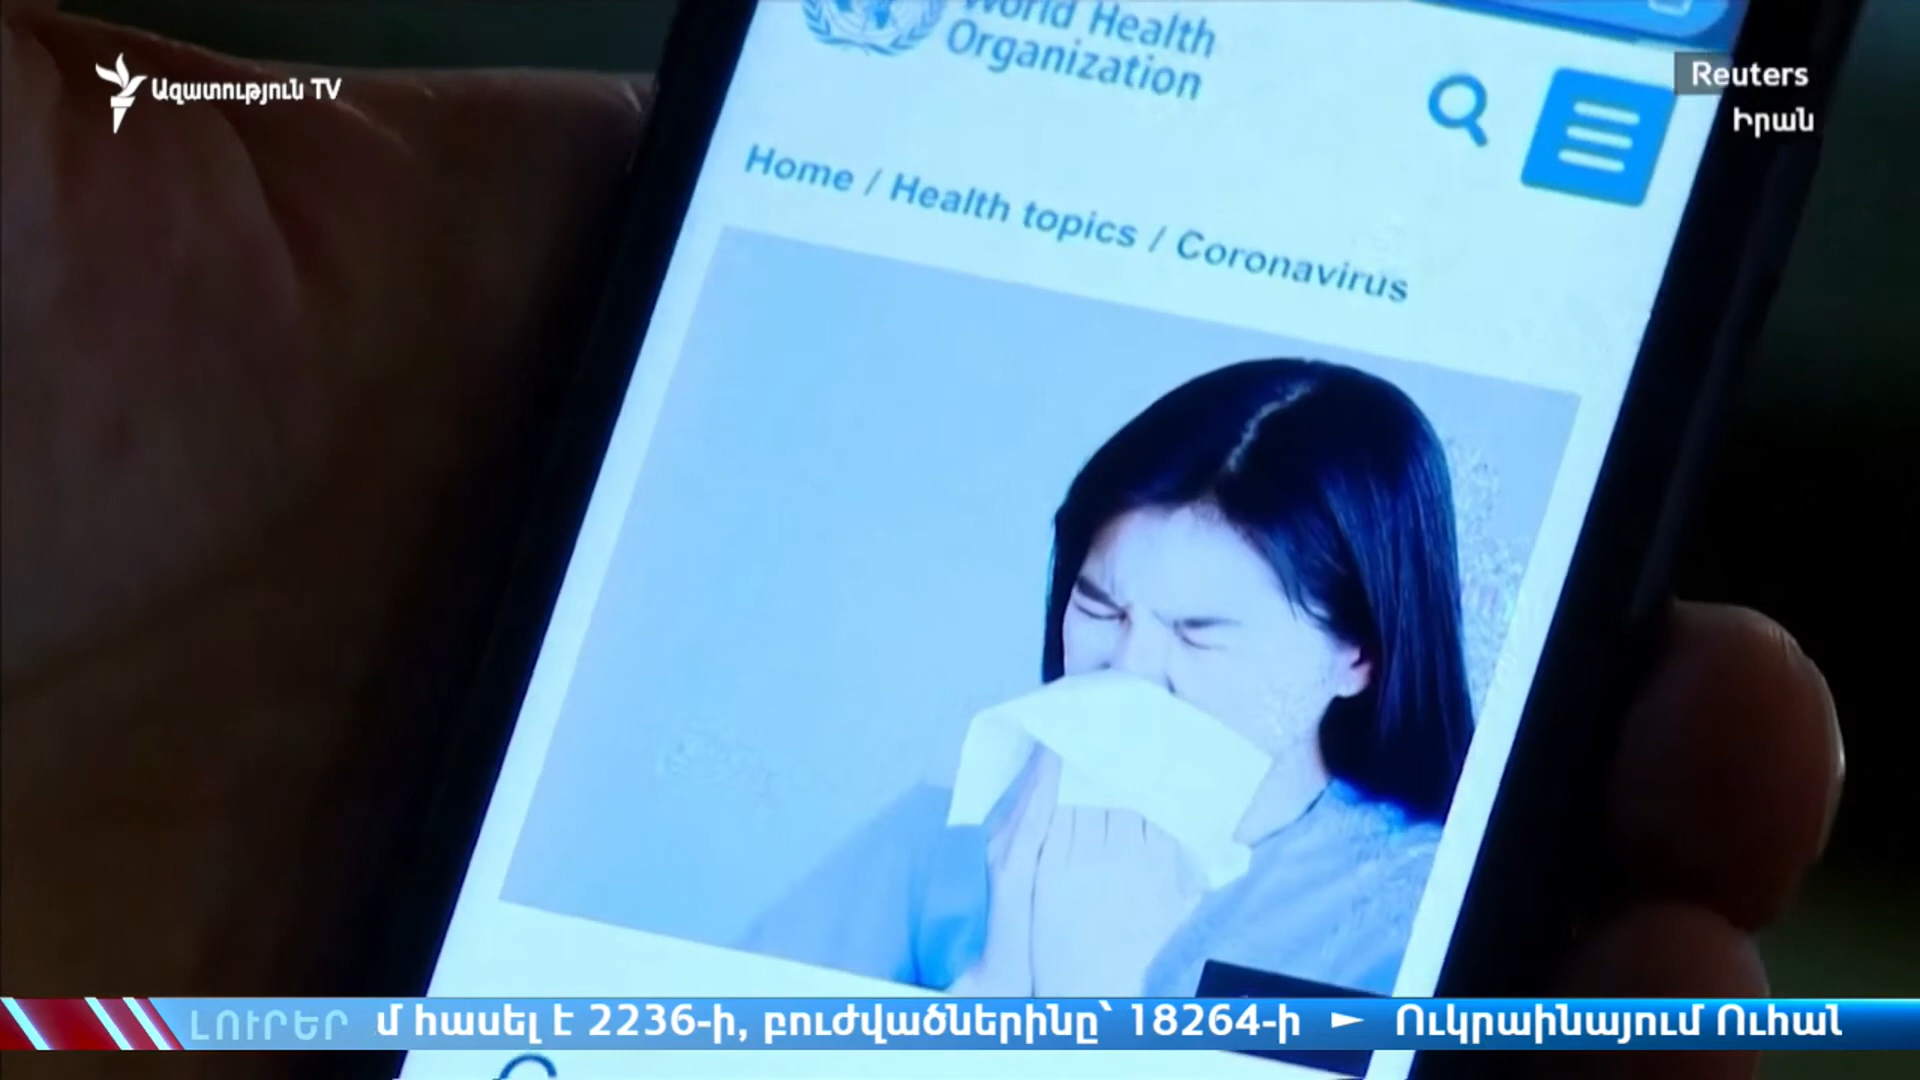 Ազատություն TV
World Health
Organization
Reuters
Իրան
Home / Health topics / Coronavirus
ԼՈՒՐԵՐ
մ հասել է 2236-ի, բուժվածներինը՝ 18264-ի ► Ուկրաինայում Ուհան